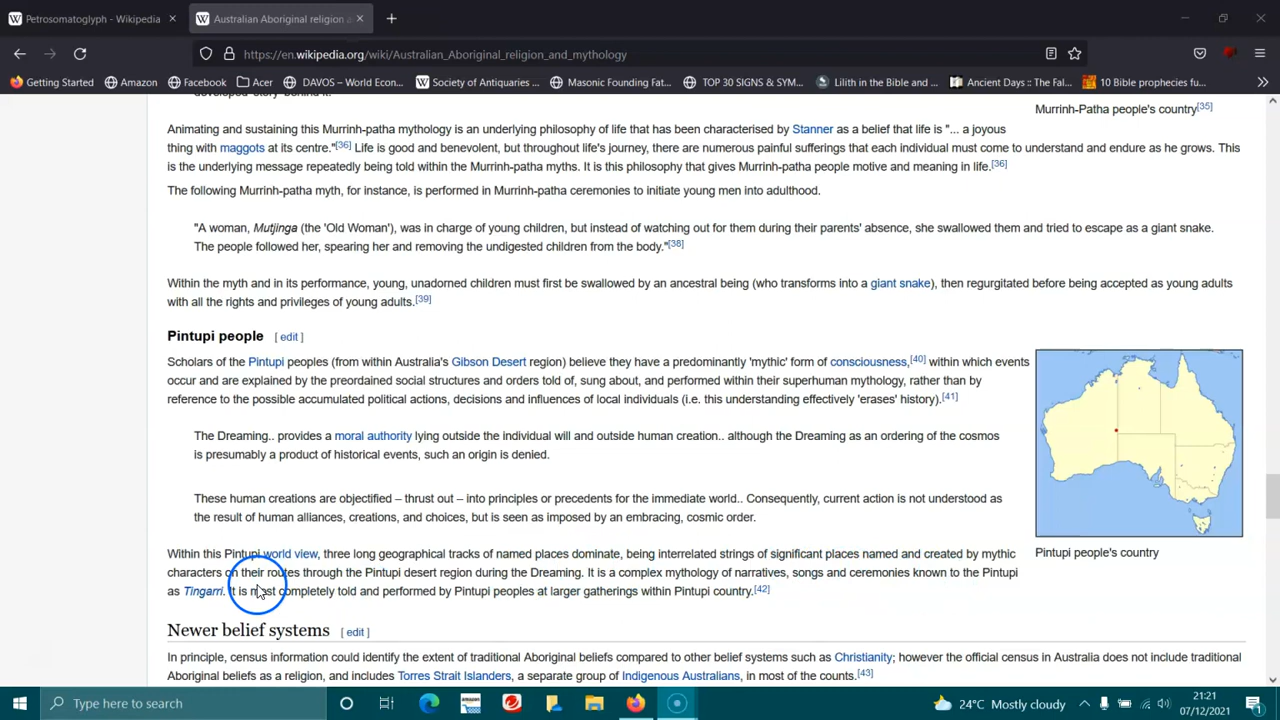 Petrosomatoglyph - Wikipedia
Australian Aboriginal religion a
https://en.wikipedia.org/wiki/Australian_Aboriginal_religion_and_mythology
Getting Started Amazon Facebook Acer DAVOS – World Econ... Society of Antiquaries ... Masonic Founding Fat... TOP 30 SIGNS & SYM... Lilith in the Bible and ... Ancient Days :: The Fal... 10 Bible prophecies fu...
developed story behind it.
Murrinh-Patha people's country[35]
Animating and sustaining this Murrinh-patha mythology is an underlying philosophy of life that has been characterised by Stanner as a belief that life is "... a joyous
thing with maggots at its centre."[36] Life is good and benevolent, but throughout life's journey, there are numerous painful sufferings that each individual must come to understand and endure as he grows. This
is the underlying message repeatedly being told within the Murrinh-patha myths. It is this philosophy that gives Murrinh-patha people motive and meaning in life.[36]
The following Murrinh-patha myth, for instance, is performed in Murrinh-patha ceremonies to initiate young men into adulthood.
"A woman, Mutjinga (the 'Old Woman'), was in charge of young children, but instead of watching out for them during their parents' absence, she swallowed them and tried to escape as a giant snake.
The people followed her, spearing her and removing the undigested children from the body."[38]
Within the myth and in its performance, young, unadorned children must first be swallowed by an ancestral being (who transforms into a giant snake), then regurgitated before being accepted as young adults
with all the rights and privileges of young adults.[39]
Pintupi people [ edit ]
Scholars of the Pintupi peoples (from within Australia's Gibson Desert region) believe they have a predominantly 'mythic' form of consciousness,[40] within which events
occur and are explained by the preordained social structures and orders told of, sung about, and performed within their superhuman mythology, rather than by
reference to the possible accumulated political actions, decisions and influences of local individuals (i.e. this understanding effectively 'erases' history).[41]
The Dreaming.. provides a moral authority lying outside the individual will and outside human creation.. although the Dreaming as an ordering of the cosmos
is presumably a product of historical events, such an origin is denied.
These human creations are objectified – thrust out – into principles or precedents for the immediate world.. Consequently, current action is not understood as
the result of human alliances, creations, and choices, but is seen as imposed by an embracing, cosmic order.
Pintupi people's country
Within this Pintupi world view, three long geographical tracks of named places dominate, being interrelated strings of significant places named and created by mythic
characters on their routes through the Pintupi desert region during the Dreaming. It is a complex mythology of narratives, songs and ceremonies known to the Pintupi
as Tingarri. It is most completely told and performed by Pintupi peoples at larger gatherings within Pintupi country.[42]
Newer belief systems [ edit ]
In principle, census information could identify the extent of traditional Aboriginal beliefs compared to other belief systems such as Christianity; however the official census in Australia does not include traditional
Aboriginal beliefs as a religion, and includes Torres Strait Islanders, a separate group of Indigenous Australians, in most of the counts.[43]
Type here to search
24°C Mostly cloudy
21:21
07/12/2021
1